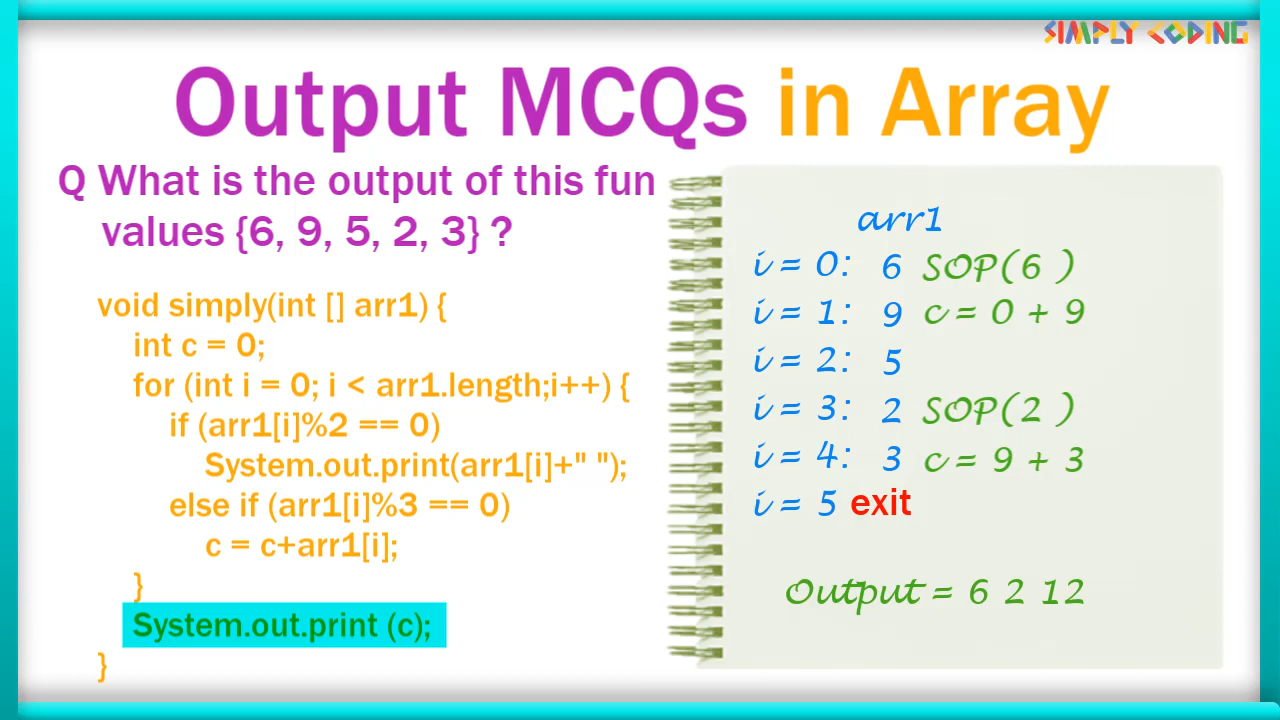 SIMPLY CODING
Output MCQs in Array
Q What is the output of this fun
values {6, 9, 5, 2, 3} ?
void simply(int [] arr1) {
int c = 0;
for (int i = 0; i < arr1.length;i++) {
if (arr1[i]%2 == 0)
System.out.print(arr1[i]+" ");
else if (arr1[i]%3 == 0)
c = c+arr1[i];
}
System.out.print (c);
}
arr1
i = 0: 6 SOP(6 )
i = 1: 9 c = 0 + 9
i = 2: 5
i = 3: 2 SOP(2 )
i = 4: 3 c = 9 + 3
i = 5 exit
Output = 6 2 12